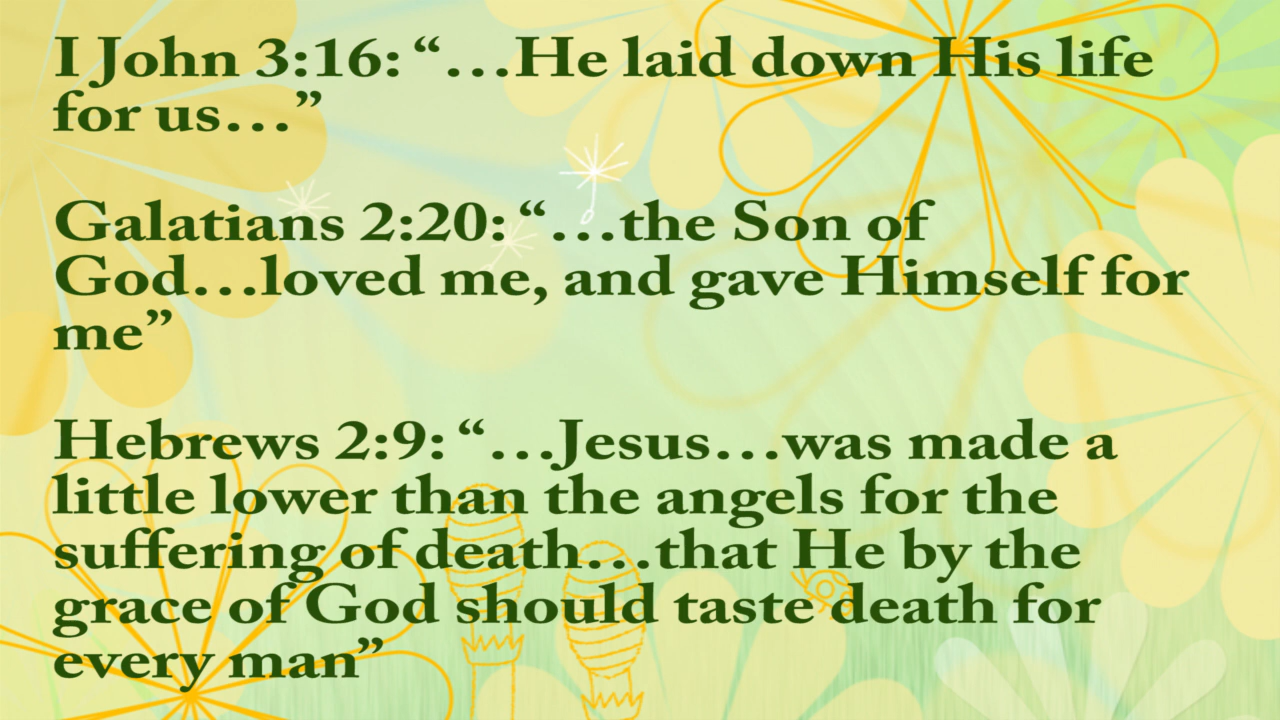 I John 3:16: “…He laid down His life
for us…”
Galatians 2:20: “…the Son of
God…loved me, and gave Himself for
me”
Hebrews 2:9: “…Jesus…was made a
little lower than the angels for the
suffering of death…that He by the
grace of God should taste death for
every man”